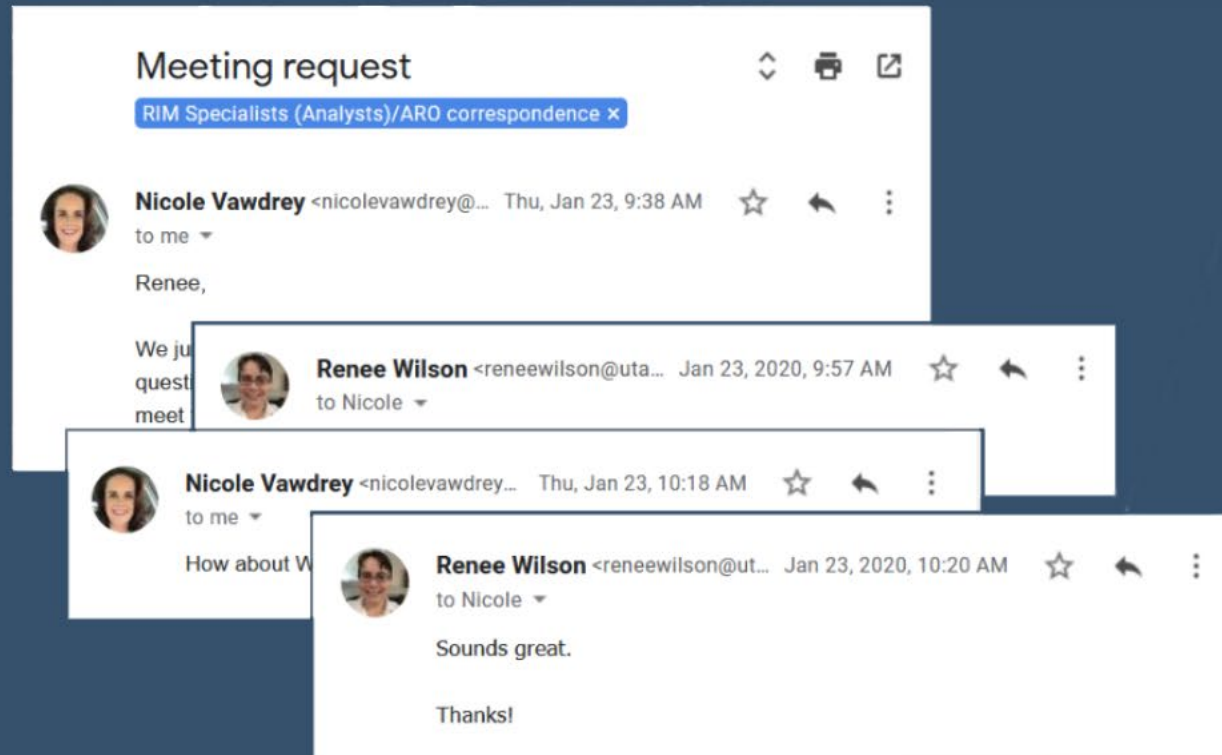 Meeting request
RIM Specialists (Analysts)/ARO correspondence ×
Nicole Vawdrey <nicolevawdrey@... Thu, Jan 23, 9:38 AM
to me
Renee,
We ju
quest
meet
Renee Wilson <reneewilson@uta... Jan 23, 2020, 9:57 AM
to Nicole
Nicole Vawdrey <nicolevawdrey... Thu, Jan 23, 10:18 AM
to me
How about W
Renee Wilson <reneewilson@ut... Jan 23, 2020, 10:20 AM
to Nicole
Sounds great.
Thanks!